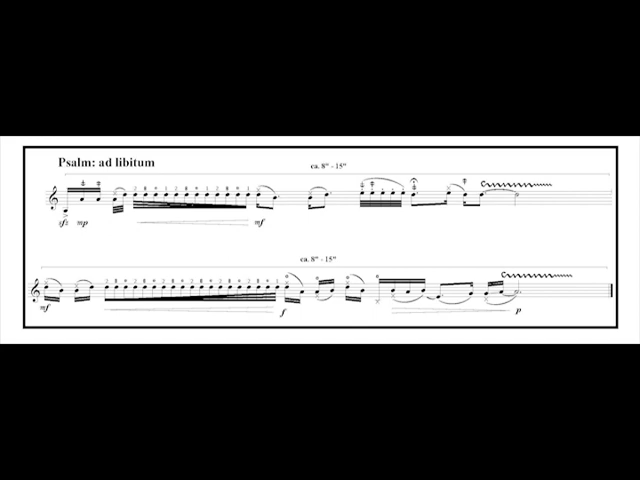 Psalm: ad libitum
ca. 8" - 15"
sfz mp mf
ca. 8" - 15"
mf f p